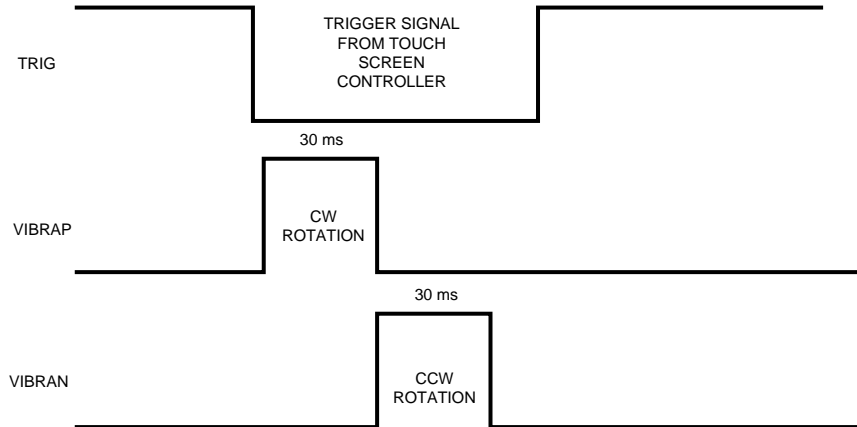 TRIGGER SIGNAL
FROM TOUCH
SCREEN
CONTROLLER
TRIG
30 ms
CW
ROTATION
VIBRAP
30 ms
CCW
ROTATION
VIBRAN